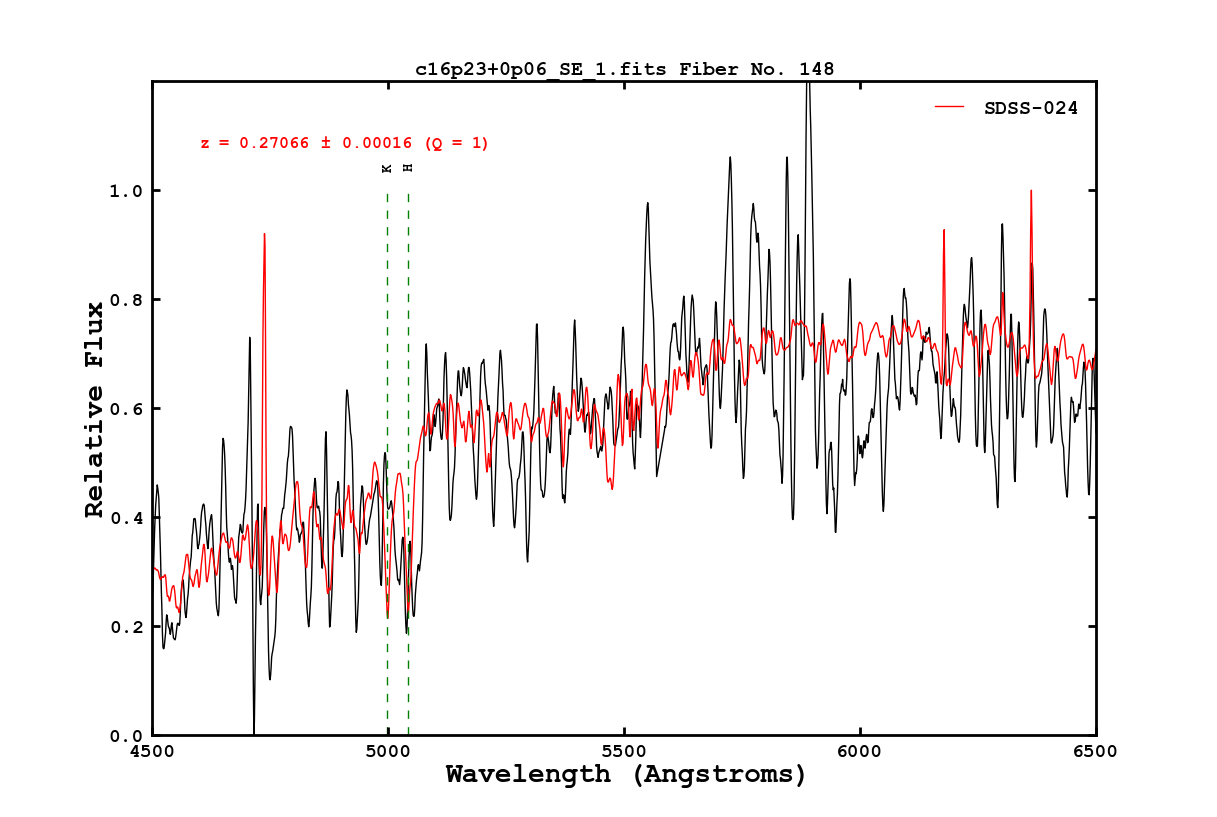 c16p23+0p06_SE_1.fits Fiber No. 148
SDSS-024
z = 0.27066 ± 0.00016 (Q = 1)
K H
1.0
0.8
0.6
0.4
0.2
0.0
Relative Flux
4500 5000 5500 6000 6500
Wavelength (Angstroms)